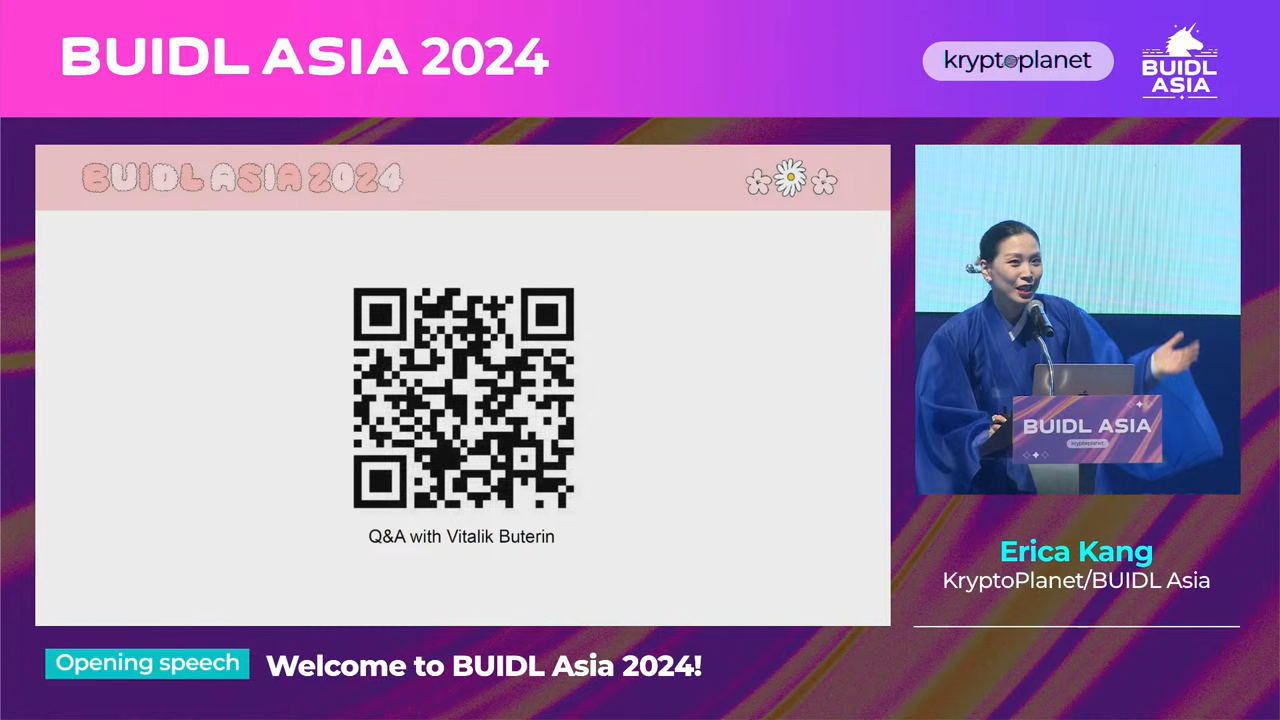 BUIDL ASIA 2024
kryptoplanet
BUIDL
ASIA
BUIDL ASIA 2024
Q&A with Vitalik Buterin
BUIDL ASIA
kryptoplanet
Erica Kang
KryptoPlanet/BUIDL Asia
Opening speech
Welcome to BUIDL Asia 2024!